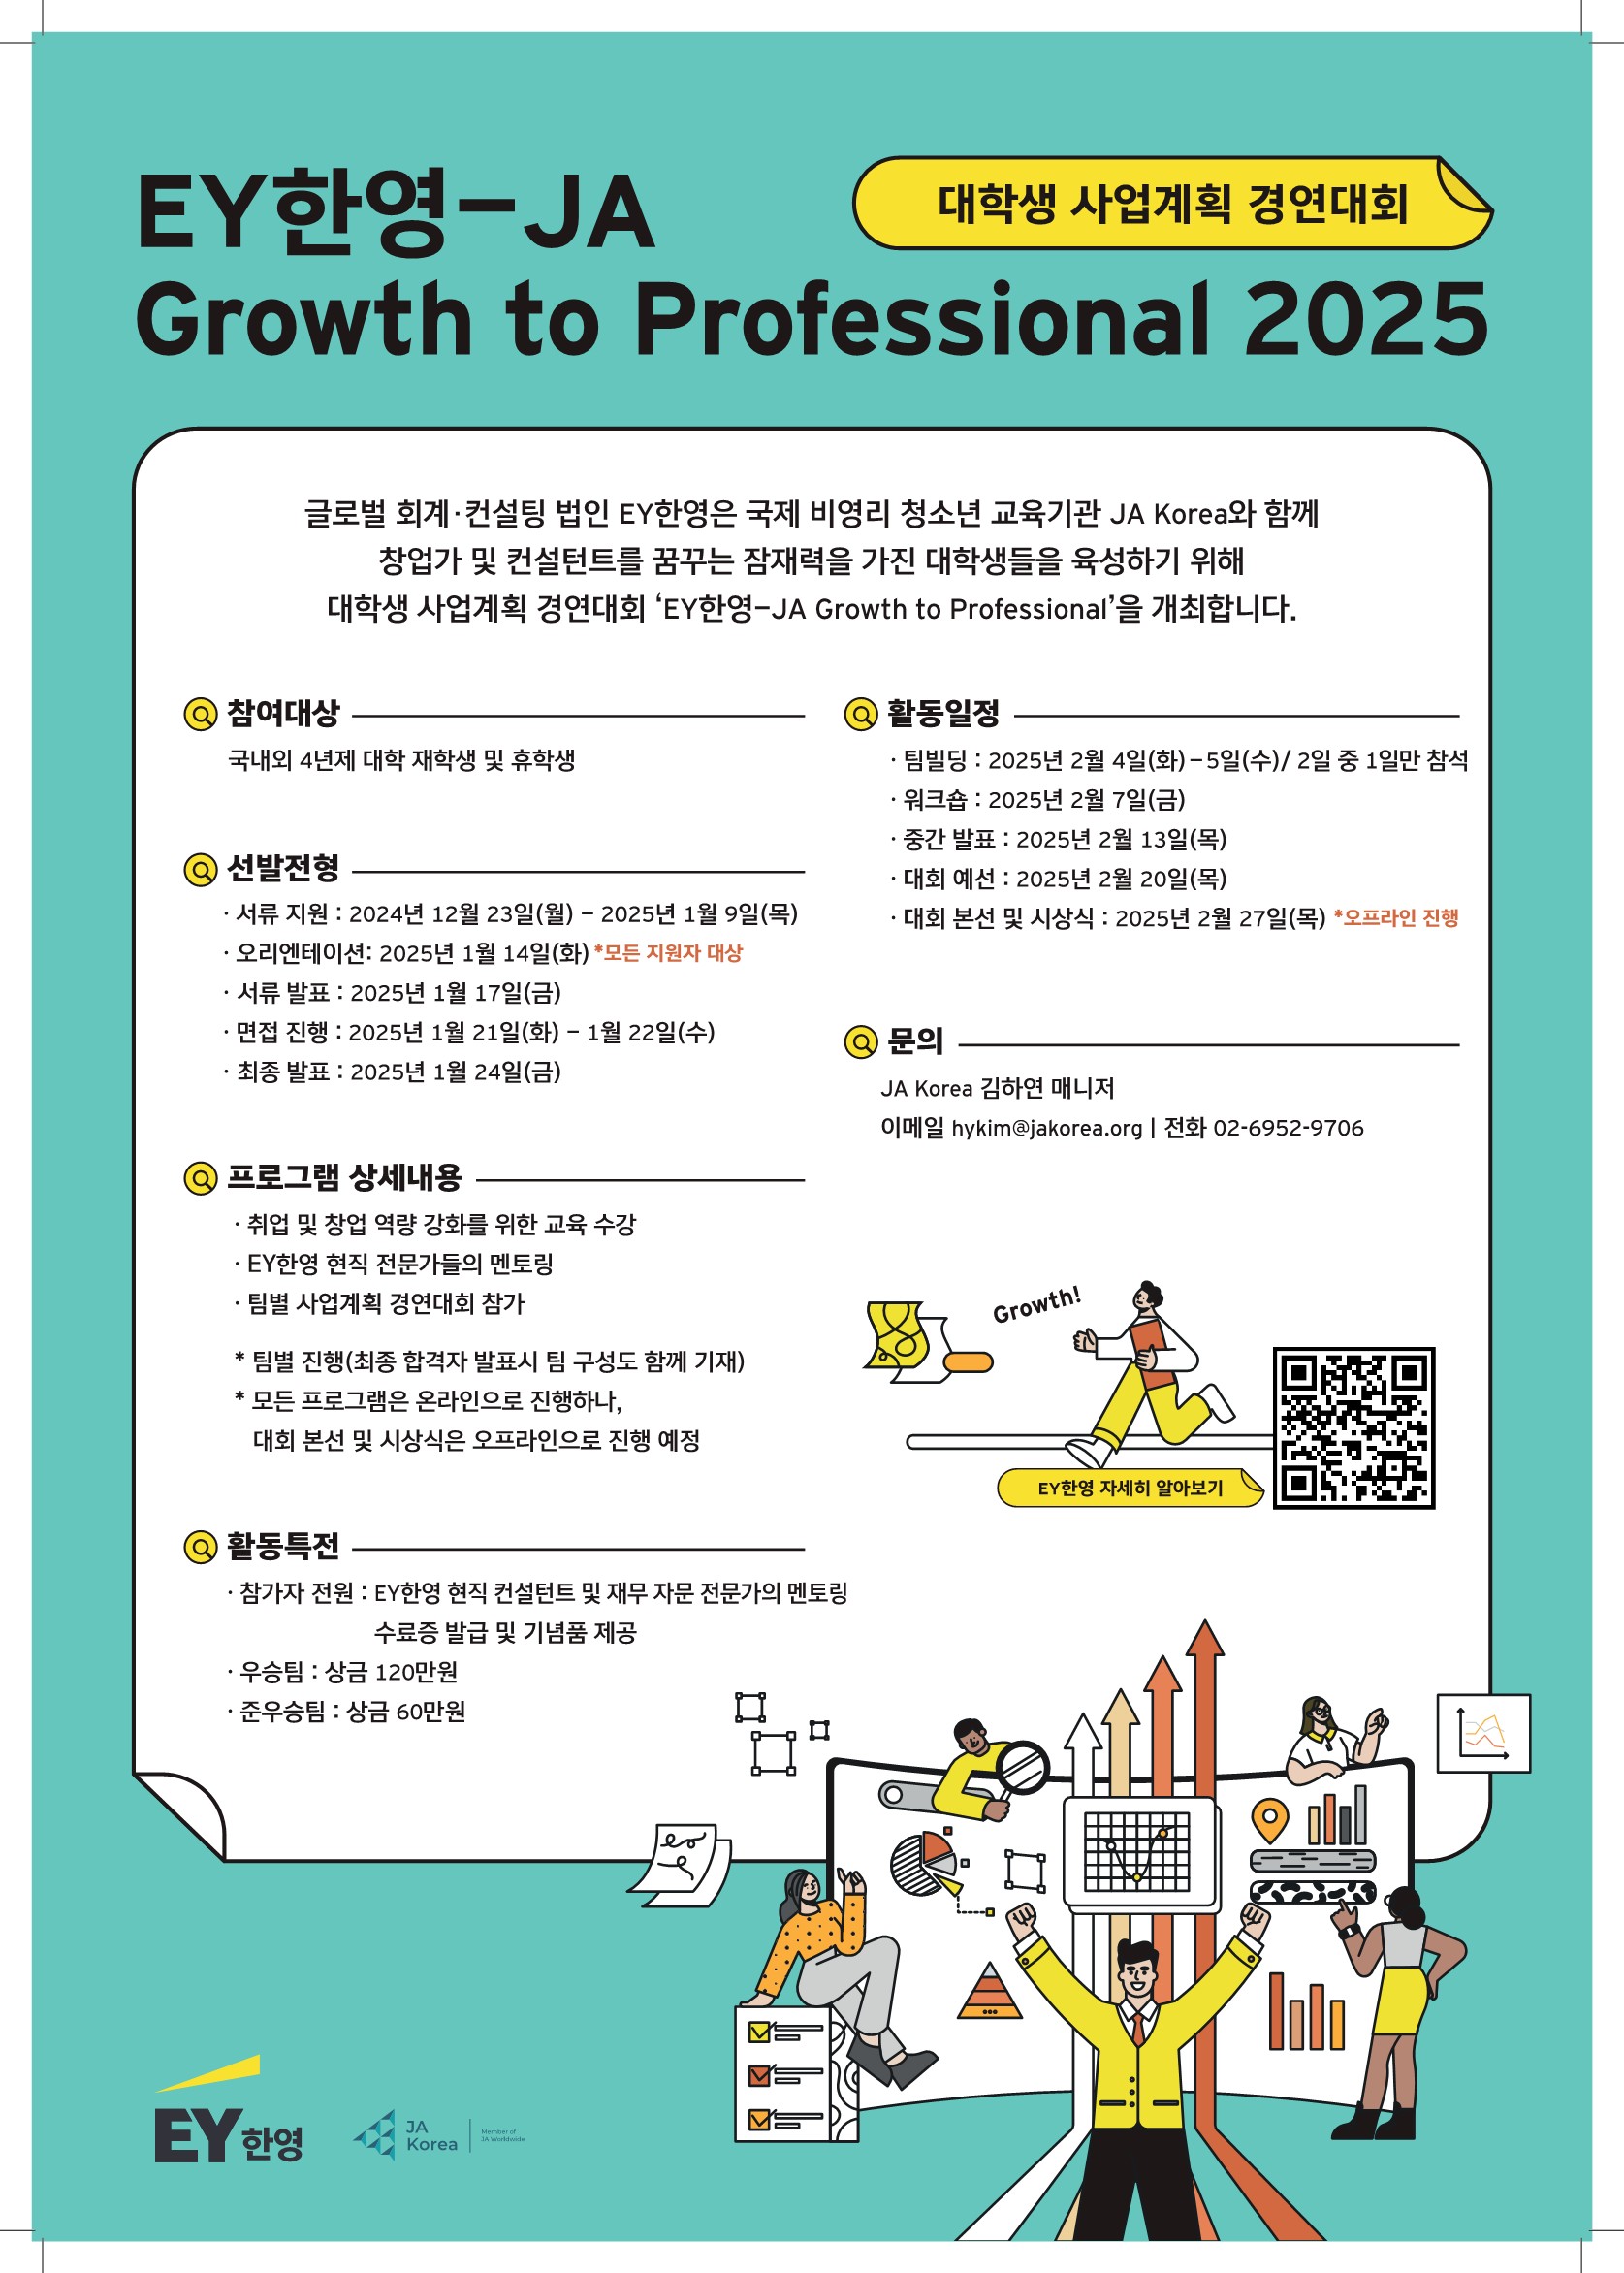 EY한영-JA
대학생 사업계획 경연대회
Growth to Professional 2025
글로벌 회계·컨설팅 법인 EY한영은 국제 비영리 청소년 교육기관 JA Korea와 함께
창업가 및 컨설턴트를 꿈꾸는 잠재력을 가진 대학생들을 육성하기 위해
대학생 사업계획 경연대회 ‘EY한영-JA Growth to Professional’을 개최합니다.
참여대상
국내외 4년제 대학 재학생 및 휴학생
선발전형
· 서류 지원 : 2024년 12월 23일(월) - 2025년 1월 9일(목)
· 오리엔테이션: 2025년 1월 14일(화) *모든 지원자 대상
· 서류 발표 : 2025년 1월 17일(금)
· 면접 진행 : 2025년 1월 21일(화) - 1월 22일(수)
· 최종 발표 : 2025년 1월 24일(금)
프로그램 상세내용
· 취업 및 창업 역량 강화를 위한 교육 수강
· EY한영 현직 전문가들의 멘토링
· 팀별 사업계획 경연대회 참가
* 팀별 진행(최종 합격자 발표시 팀 구성도 함께 기재)
* 모든 프로그램은 온라인으로 진행하나,
대회 본선 및 시상식은 오프라인으로 진행 예정
활동특전
· 참가자 전원 : EY한영 현직 컨설턴트 및 재무 자문 전문가의 멘토링
수료증 발급 및 기념품 제공
· 우승팀 : 상금 120만원
· 준우승팀 : 상금 60만원
활동일정
· 팀빌딩 : 2025년 2월 4일(화)-5일(수)/ 2일 중 1일만 참석
· 워크숍 : 2025년 2월 7일(금)
· 중간 발표 : 2025년 2월 13일(목)
· 대회 예선 : 2025년 2월 20일(목)
· 대회 본선 및 시상식 : 2025년 2월 27일(목) *오프라인 진행
문의
JA Korea 김하연 매니저
이메일 hykim@jakorea.org | 전화 02-6952-9706
Growth!
EY한영 자세히 알아보기
EY한영
JA
Korea
Member of
JA Worldwide